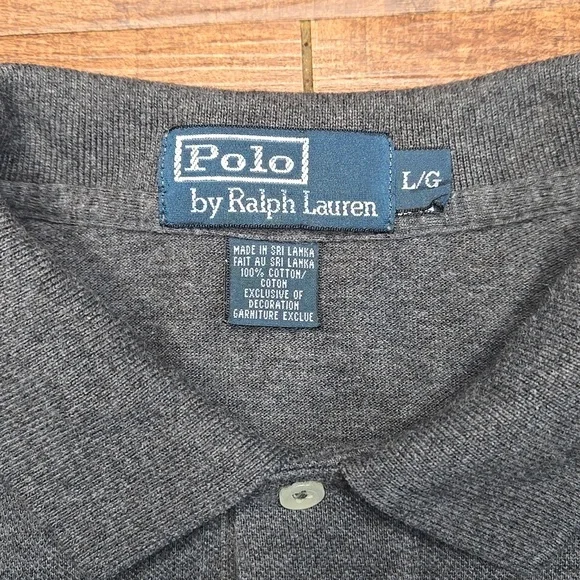 Polo
by Ralph Lauren
L/G
MADE IN SRI LANKA
FAIT AU SRI LANKA
100% COTTON/
COTON
EXCLUSIVE OF
DECORATION
GARNITURE EXCLUE